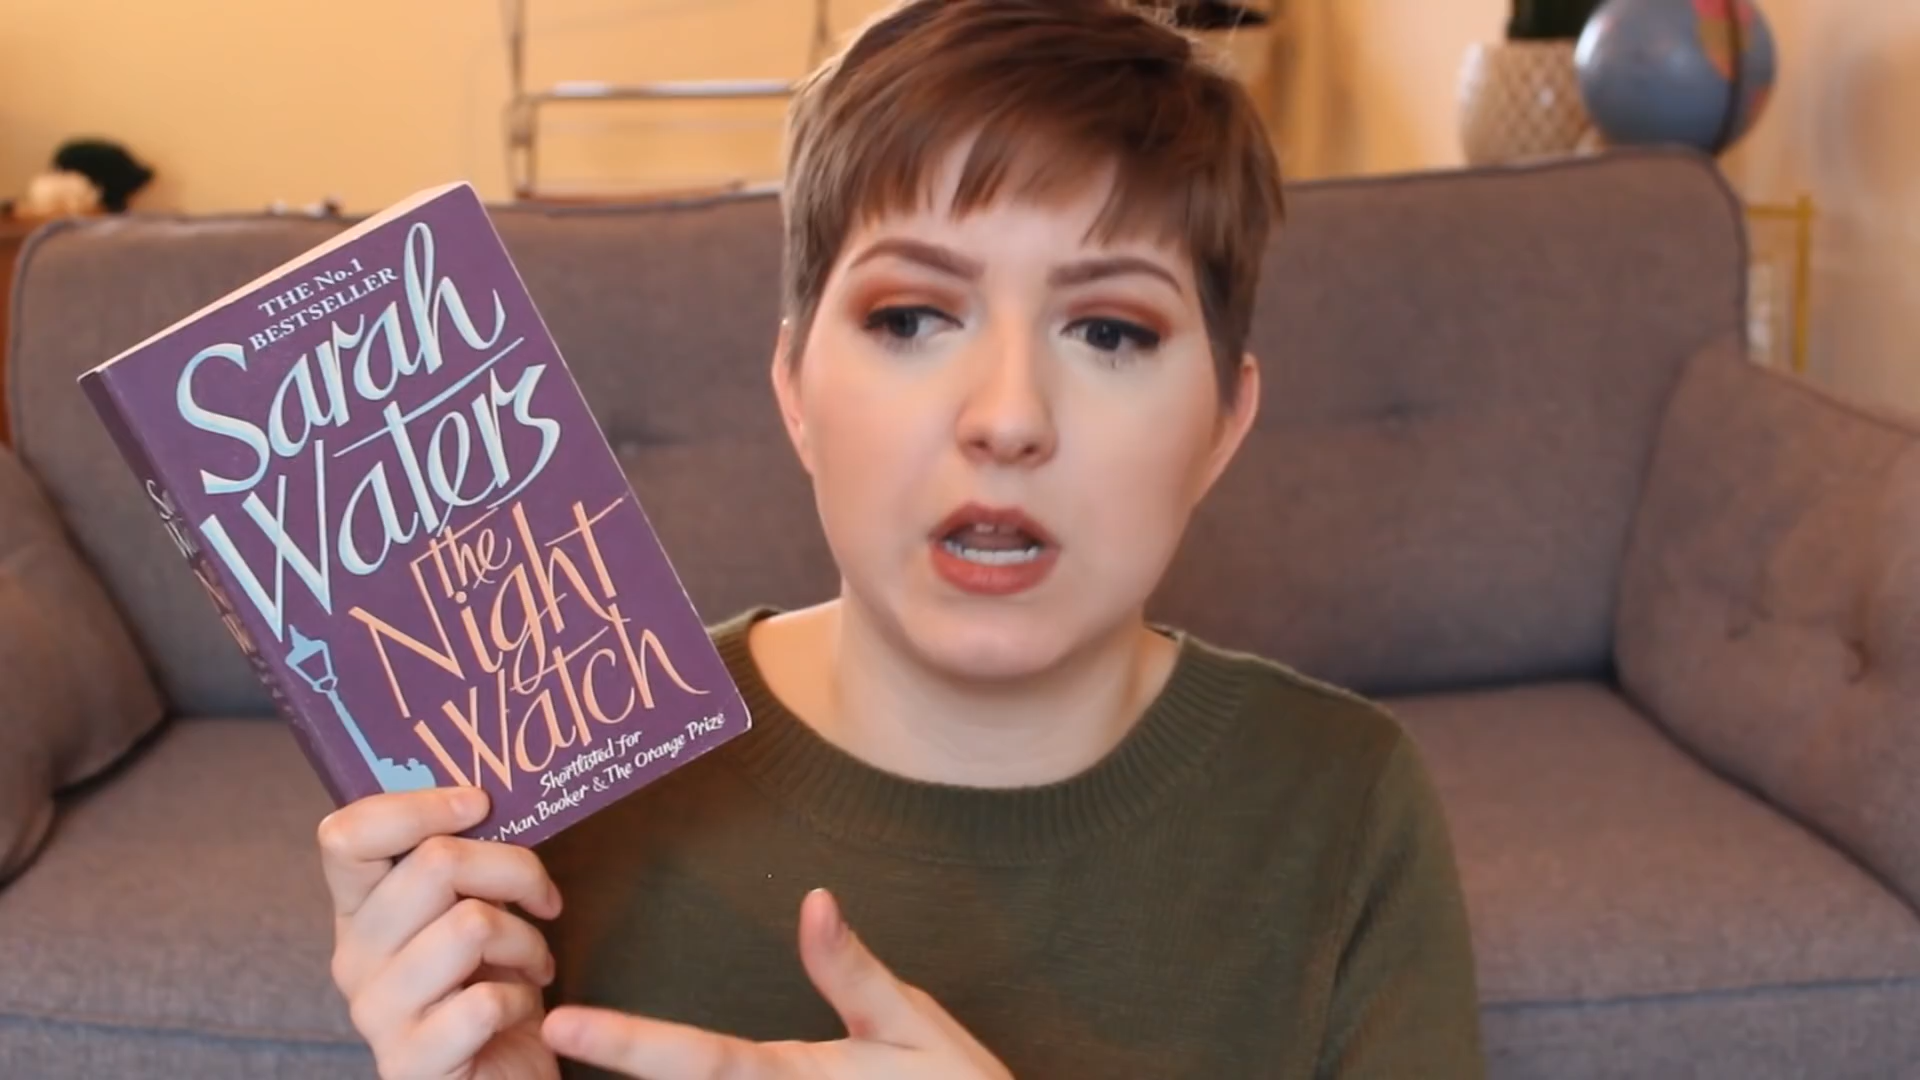 THE No.1
BESTSELLER
Sarah
Waters
The
Night
Watch
Shortlisted for
Man Booker & The Orange Prize